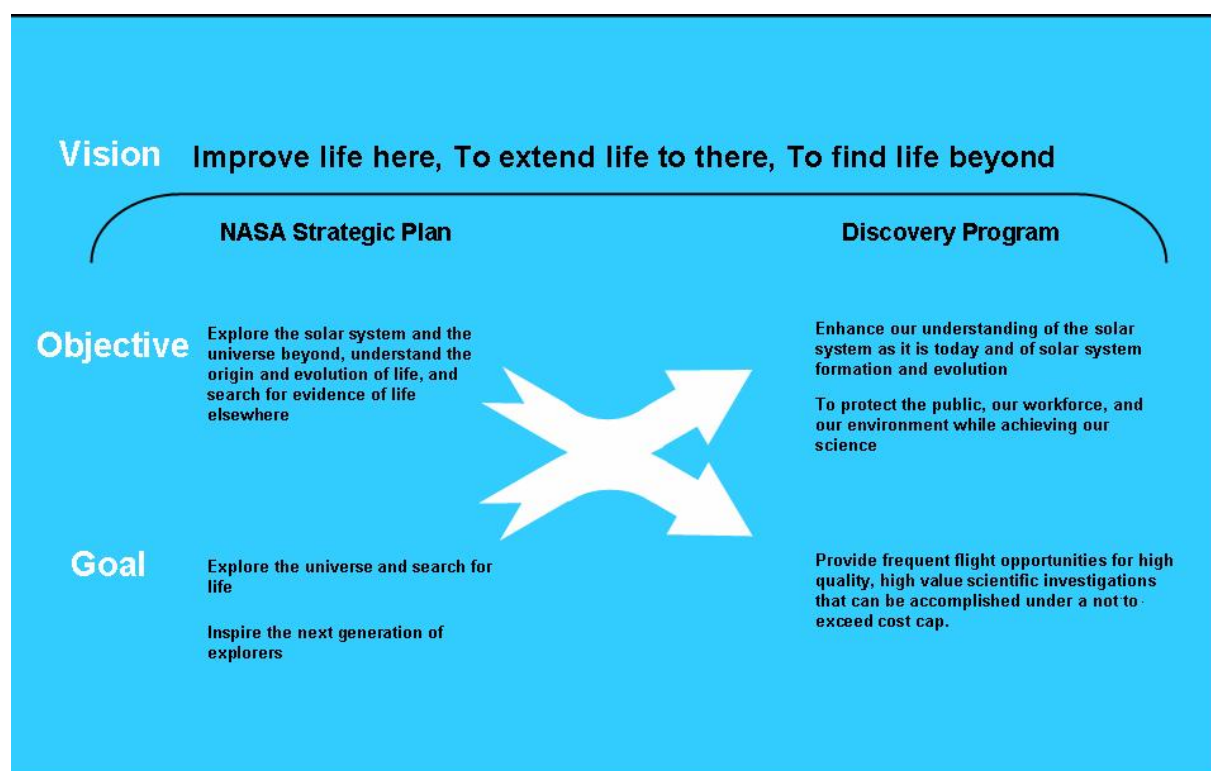 Vision Improve life here, To extend life to there, To find life beyond
NASA Strategic Plan
Discovery Program
Objective
Explore the solar system and the
universe beyond, understand the
origin and evolution of life, and
search for evidence of life
elsewhere
Enhance our understanding of the solar
system as it is today and of solar system
formation and evolution
To protect the public, our workforce, and
our environment while achieving our
science
Goal
Explore the universe and search for
life
Inspire the next generation of
explorers
Provide frequent flight opportunities for high
quality, high value scientific investigations
that can be accomplished under a not to-
exceed cost cap.